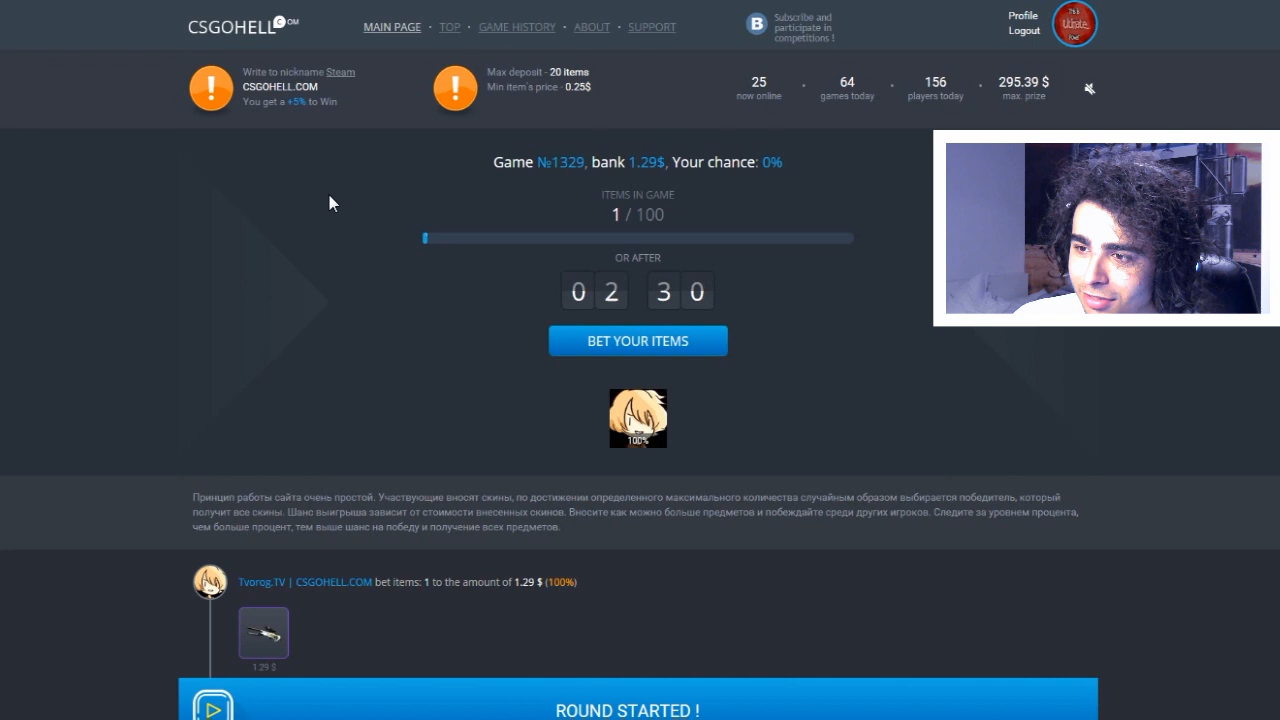 CSGOHELL C OM
MAIN PAGE · TOP · GAME HISTORY · ABOUT · SUPPORT
B
Subscribe and
participate in
competitions !
Profile
Logout
This is
Ultimate
Power
Write to nickname Steam
CSGOHELL.COM
You get a +5% to Win
Max deposit - 20 items
Min item's price - 0.25$
25
now online
64
games today
156
players today
295.39 $
max. prize
Game №1329, bank 1.29$, Your chance: 0%
ITEMS IN GAME
1 / 100
OR AFTER
02 30
BET YOUR ITEMS
100%
Принцип работы сайта очень простой. Участвующие вносят скины, по достижении определенного максимального количества случайным образом выбирается победитель, который
получит все скины. Шанс выигрыша зависит от стоимости внесенных скинов. Вносите как можно больше предметов и побеждайте среди других игроков. Следите за уровнем процента,
чем больше процент, тем выше шанс на победу и получение всех предметов.
Tvorog.TV | CSGOHELL.COM bet items: 1 to the amount of 1.29 $ (100%)
1.29 $
ROUND STARTED !